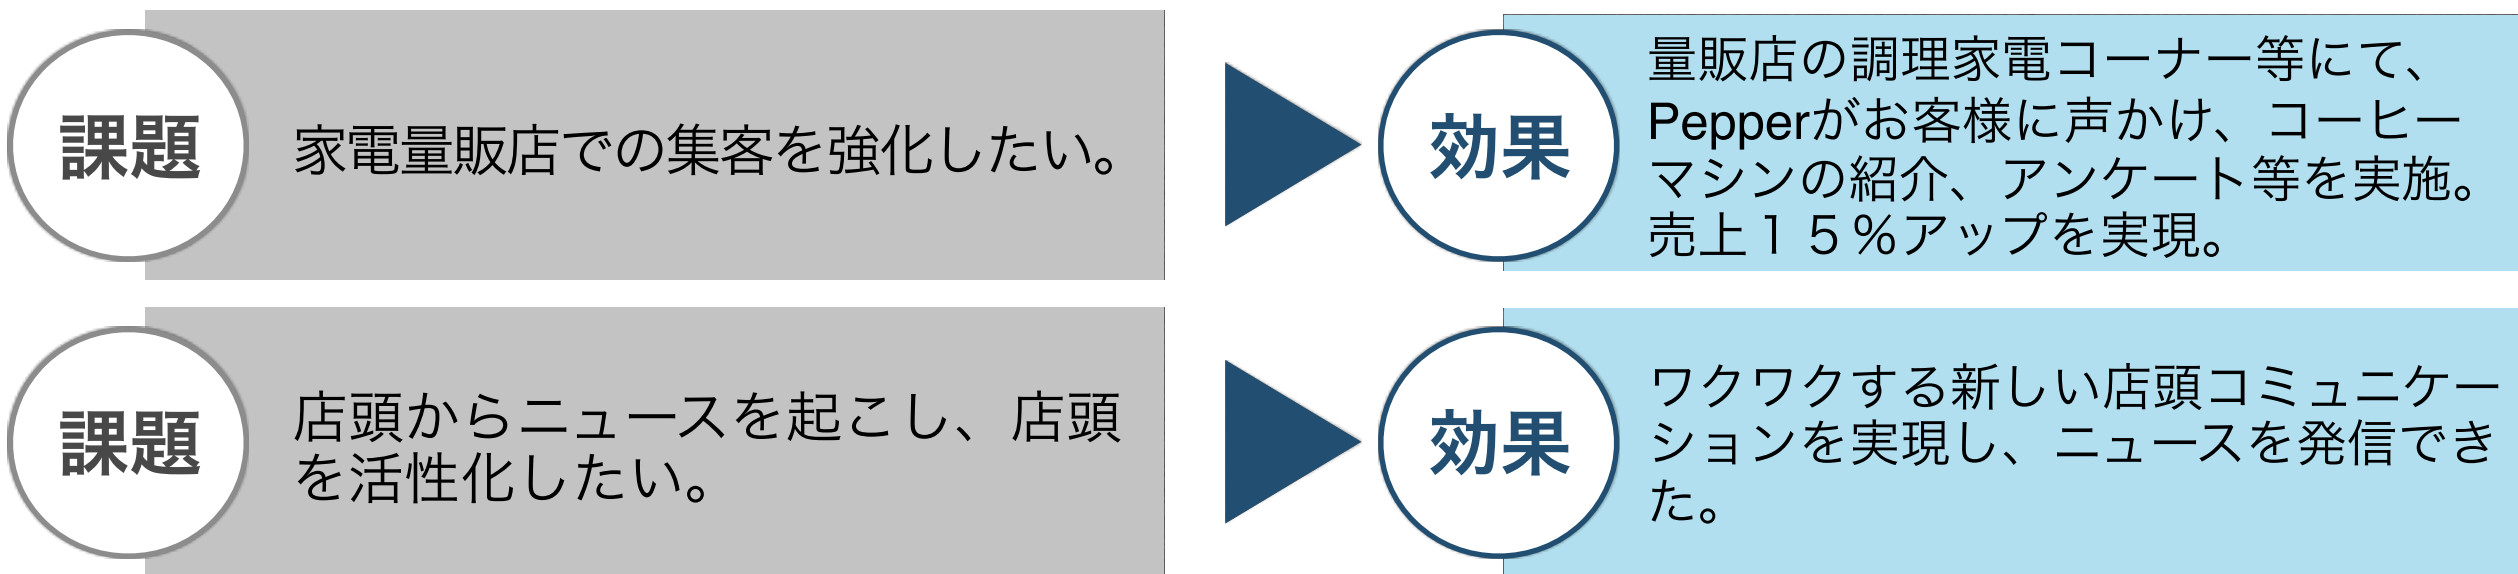 課題
家電量販店での集客を強化したい。
効果
量販店の調理家電コーナー等にて、
Pepperがお客様に声かけ、コーヒー
マシンの紹介、アンケート等を実施。
売上１５%アップを実現。
課題
店頭からニュースを起こし、店頭
を活性化したい。
効果
ワクワクする新しい店頭コミュニケー
ションを実現し、ニュースを発信でき
た。